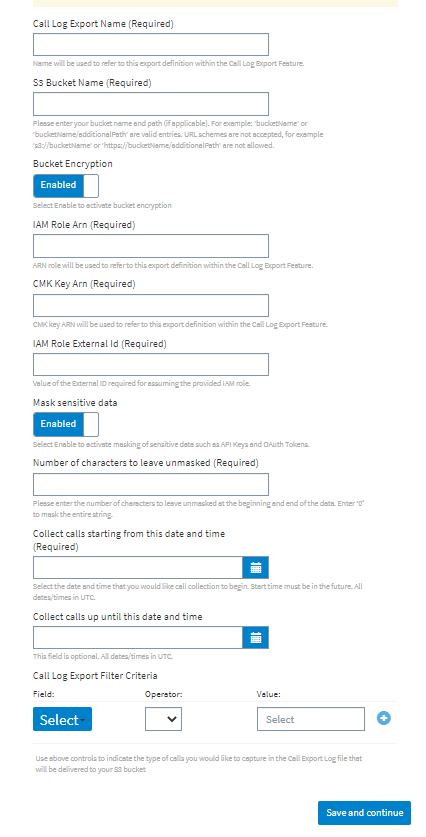 Call Log Export Name (Required)
Name will be used to refer to this export definition within the Call Log Export Feature.
S3 Bucket Name (Required)
Please enter your bucket name and path (if applicable). For example: 'bucketName' or
'bucketName/additionalPath' are valid entries. URL schemes are not accepted, for example
's3://bucketName' or 'https://bucketName/additionalPath' are not allowed.
Bucket Encryption
Enabled
Select Enable to activate bucket encryption
IAM Role Arn (Required)
ARN role will be used to refer to this export definition within the Call Log Export Feature.
CMK Key Arn (Required)
CMK key ARN will be used to refer to this export definition within the Call Log Export Feature.
IAM Role External Id (Required)
Value of the External ID required for assuming the provided IAM role.
Mask sensitive data
Enabled
Select Enable to activate masking of sensitive data such as API Keys and OAuth Tokens.
Number of characters to leave unmasked (Required)
Please enter the number of characters to leave unmasked at the beginning and end of the data. Enter '0'
to mask the entire string.
Collect calls starting from this date and time
(Required)
Select the date and time that you would like call collection to begin. Start time must be in the future. All
dates/times in UTC.
Collect calls up until this date and time
This field is optional. All dates/times in UTC.
Call Log Export Filter Criteria
Field: Operator: Value:
Select Select
Use above controls to indicate the type of calls you would like to capture in the Call Export Log file that
will be delivered to your S3 bucket
Save and continue